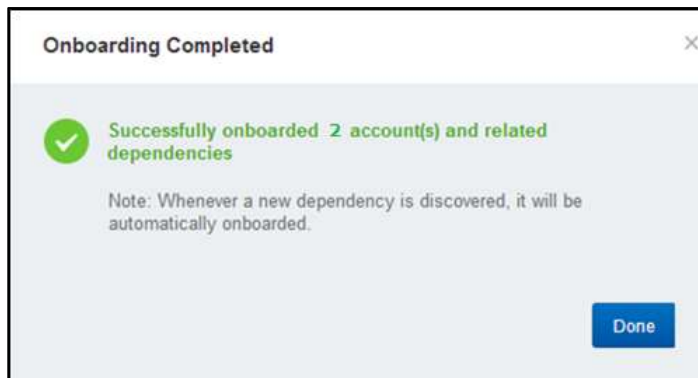 Onboarding Completed
Successfully onboarded 2 account(s) and related
dependencies
Note: Whenever a new dependency is discovered, it will be
automatically onboarded.
Done